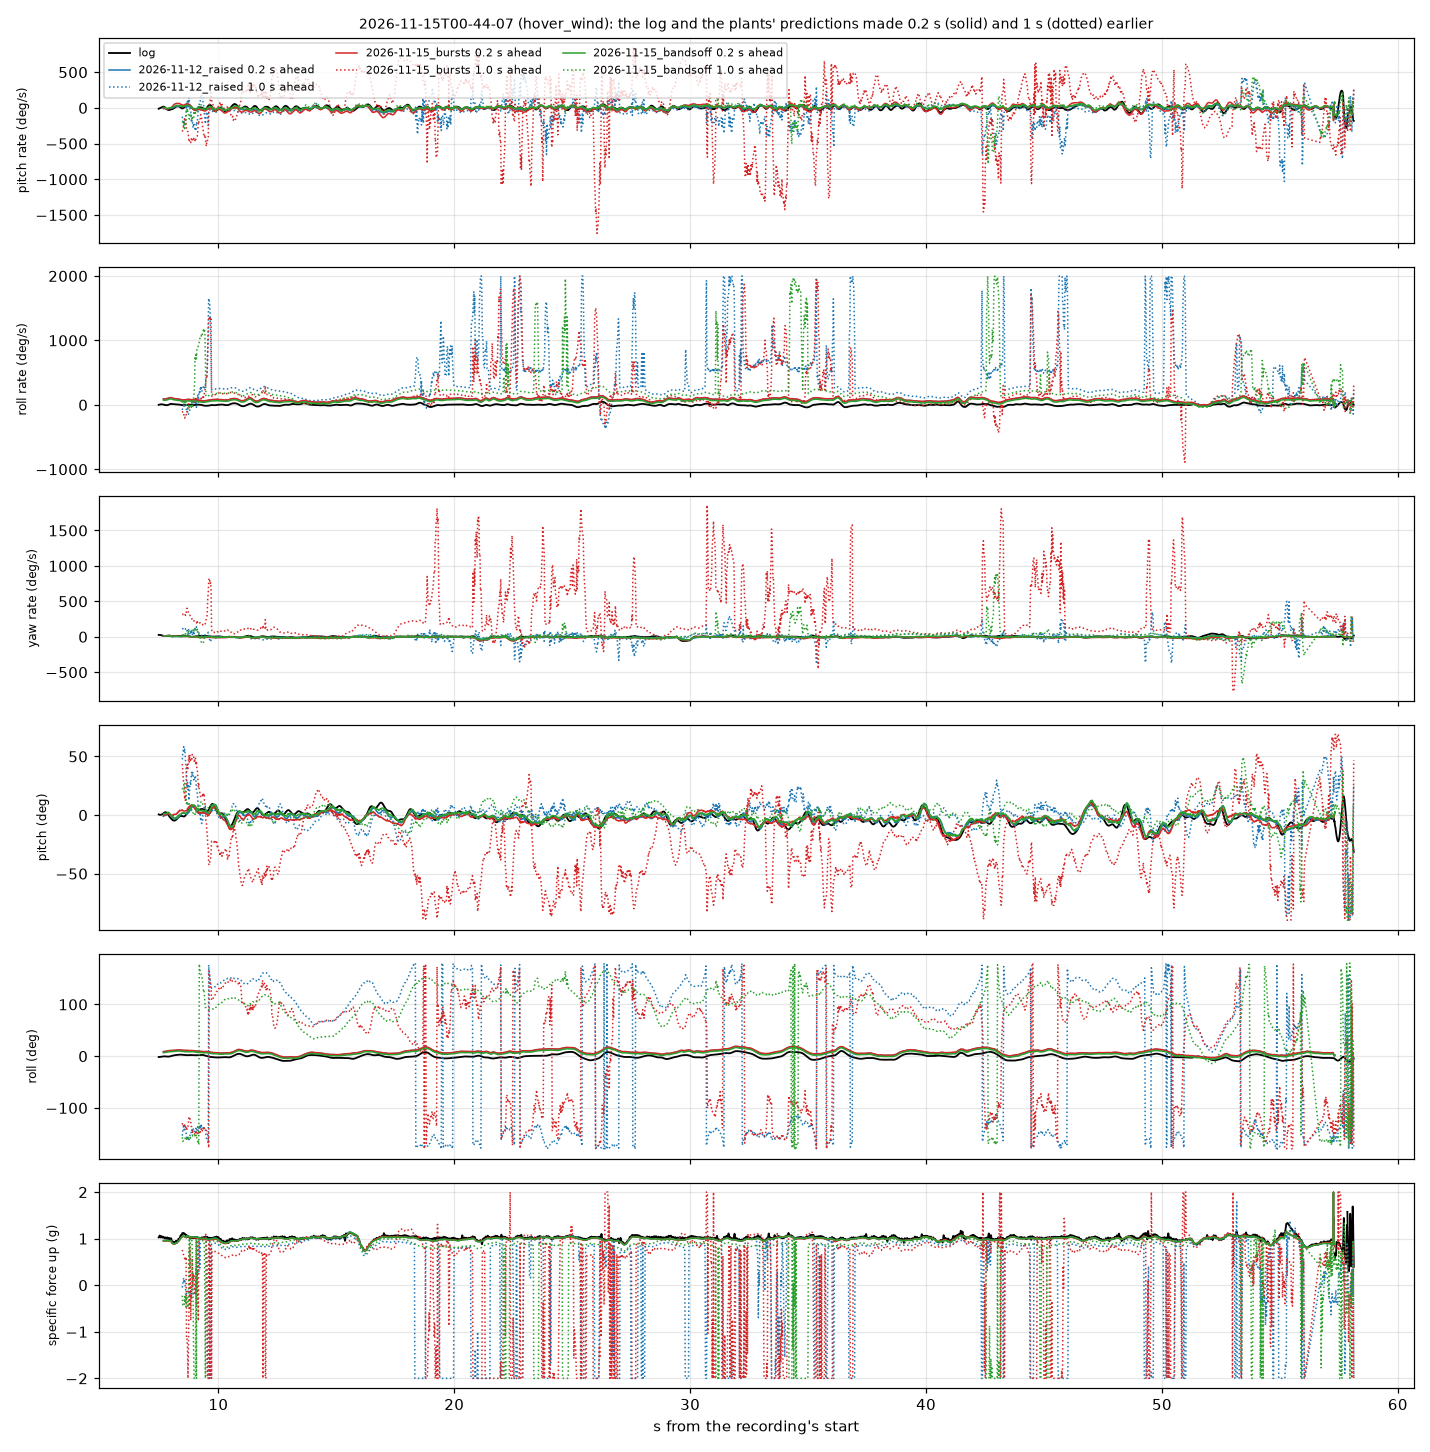 2026-11-15T00-44-07 (hover_wind): the log and the plants' predictions made 0.2 s (solid) and 1 s (dotted) earlier
log
2026-11-12_raised 0.2 s ahead
2026-11-12_raised 1.0 s ahead
2026-11-15_bursts 0.2 s ahead
2026-11-15_bursts 1.0 s ahead
2026-11-15_bandsoff 0.2 s ahead
2026-11-15_bandsoff 1.0 s ahead
pitch rate (deg/s)
500
0
−500
−1000
−1500
roll rate (deg/s)
2000
1000
0
−1000
yaw rate (deg/s)
1500
1000
500
0
−500
pitch (deg)
50
0
−50
roll (deg)
100
0
−100
specific force up (g)
2
1
0
−1
−2
10 20 30 40 50 60
s from the recording's start